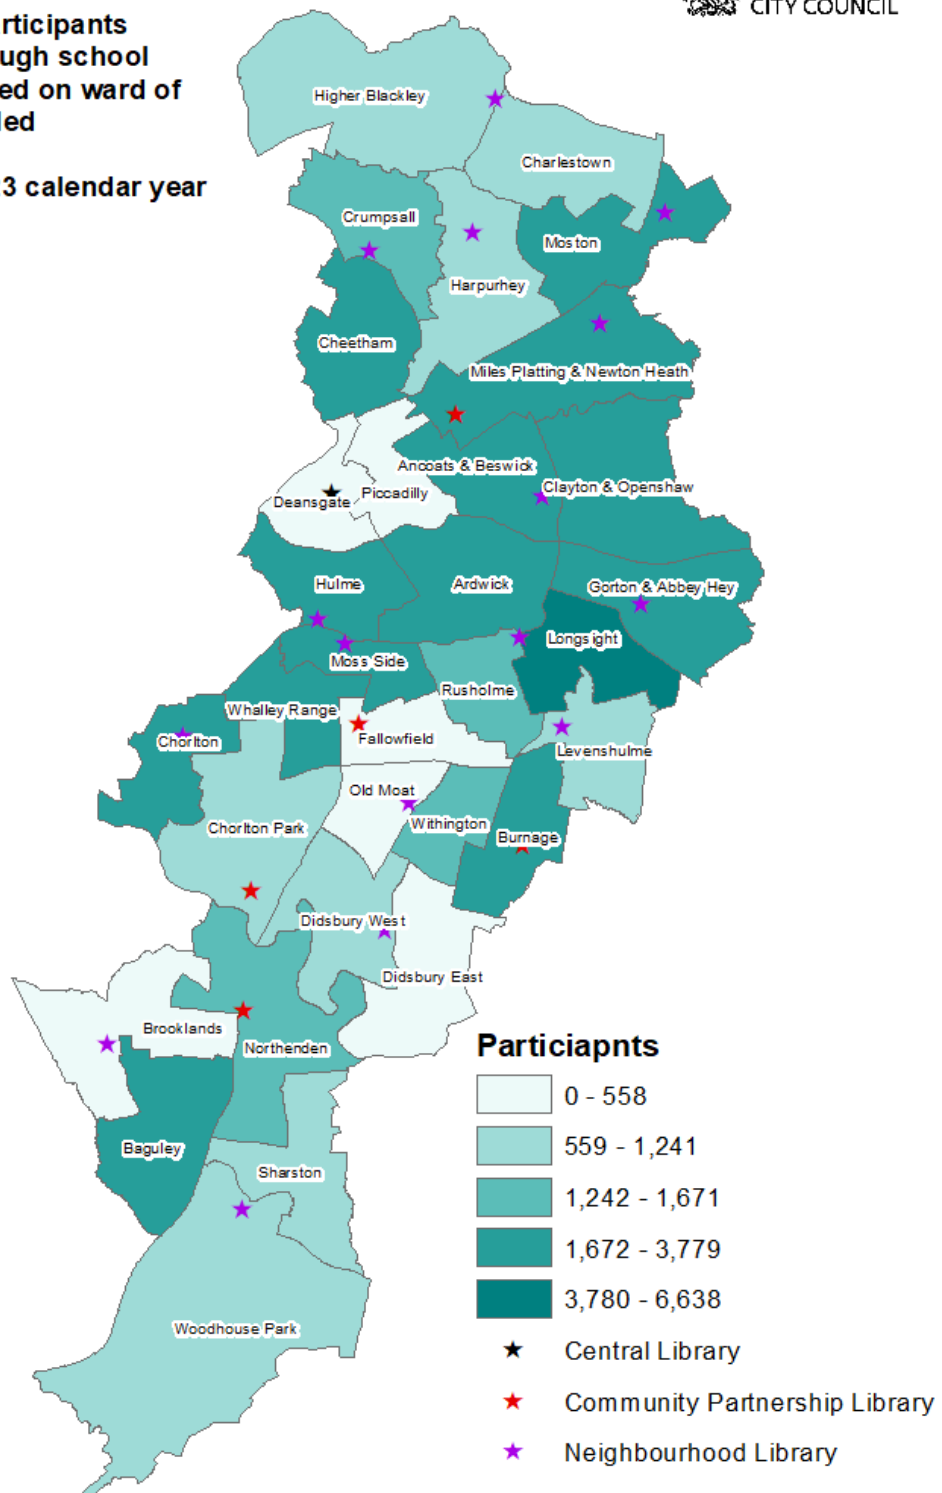 rticipants
ugh school
ed on ward of
led
3 calendar year
CITY COUNCIL
Higher Blackley
Charlestown
Crumpsall
Moston
Harpurhey
Cheetham
Miles Platting & Newton Heath
Ancoats & Beswick
Clayton & Openshaw
Piccadilly
Deansgate
Hulme
Ardwick
Gorton & Abbey Hey
Longsight
Moss Side
Rusholme
Whalley Range
Chorlton
Fallowfield
Levenshulme
Old Moat
Withington
Chorlton Park
Burnage
Didsbury West
Didsbury East
Brooklands
Northenden
Baguley
Sharston
Woodhouse Park
Particiapnts
0 - 558
559 - 1,241
1,242 - 1,671
1,672 - 3,779
3,780 - 6,638
Central Library
Community Partnership Library
Neighbourhood Library